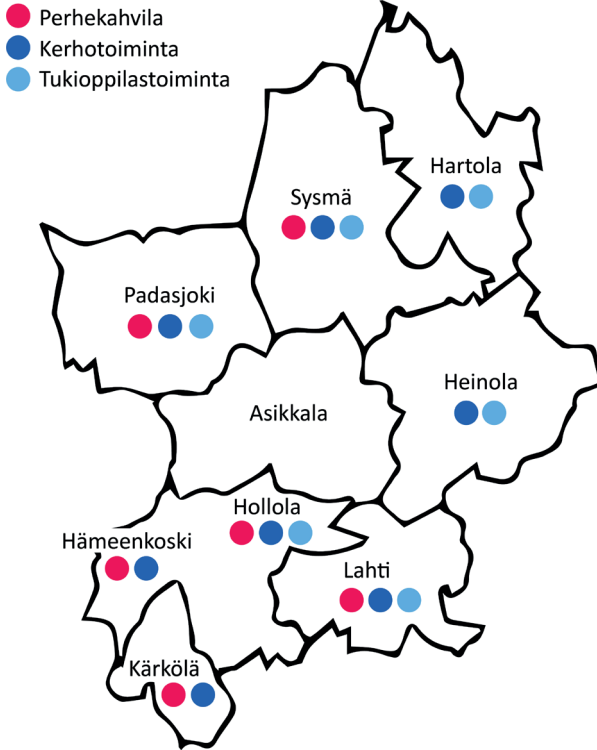 Perhekahvila
Kerhotoiminta
Tukioppilastoiminta
Hartola
Sysmä
Padasjoki
Heinola
Asikkala
Hollola
Hämeenkoski
Lahti
Kärkölä